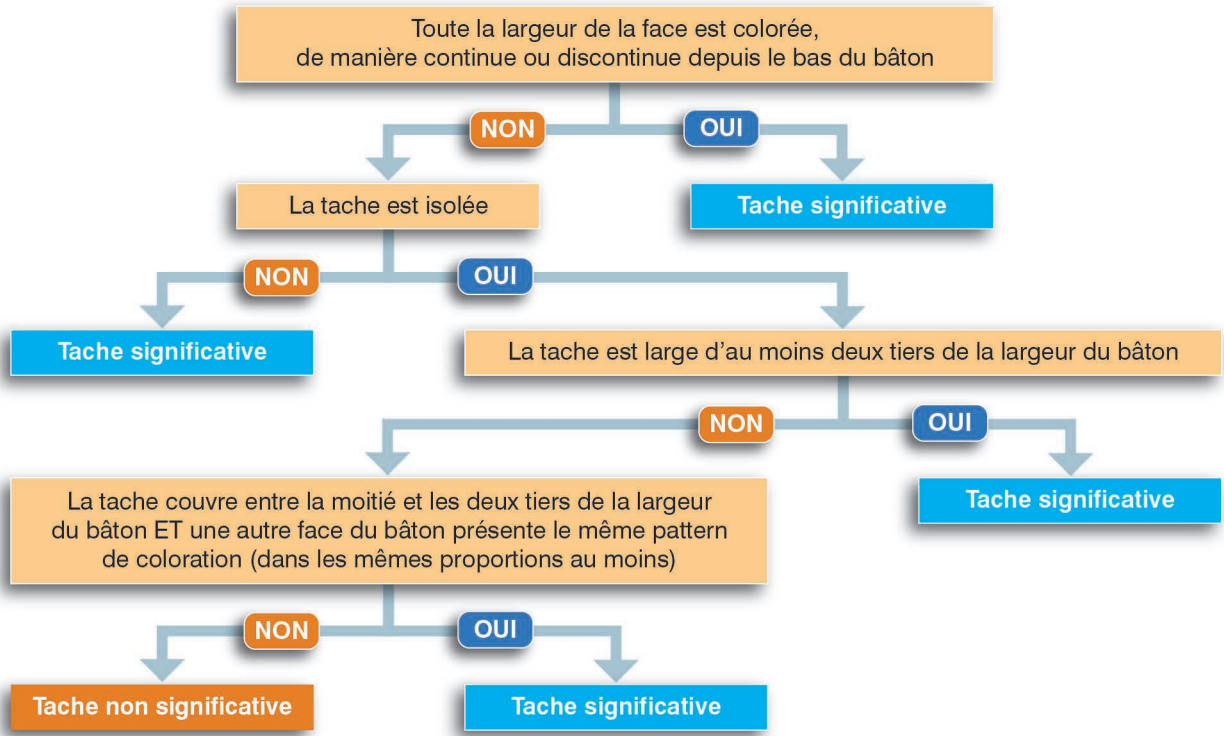 Toute la largeur de la face est colorée,
de manière continue ou discontinue depuis le bas du bâton
NON
OUI
La tache est isolée
Tache significative
NON
OUI
Tache significative
La tache est large d’au moins deux tiers de la largeur du bâton
NON
OUI
La tache couvre entre la moitié et les deux tiers de la largeur
du bâton ET une autre face du bâton présente le même pattern
de coloration (dans les mêmes proportions au moins)
Tache significative
NON
OUI
Tache non significative
Tache significative